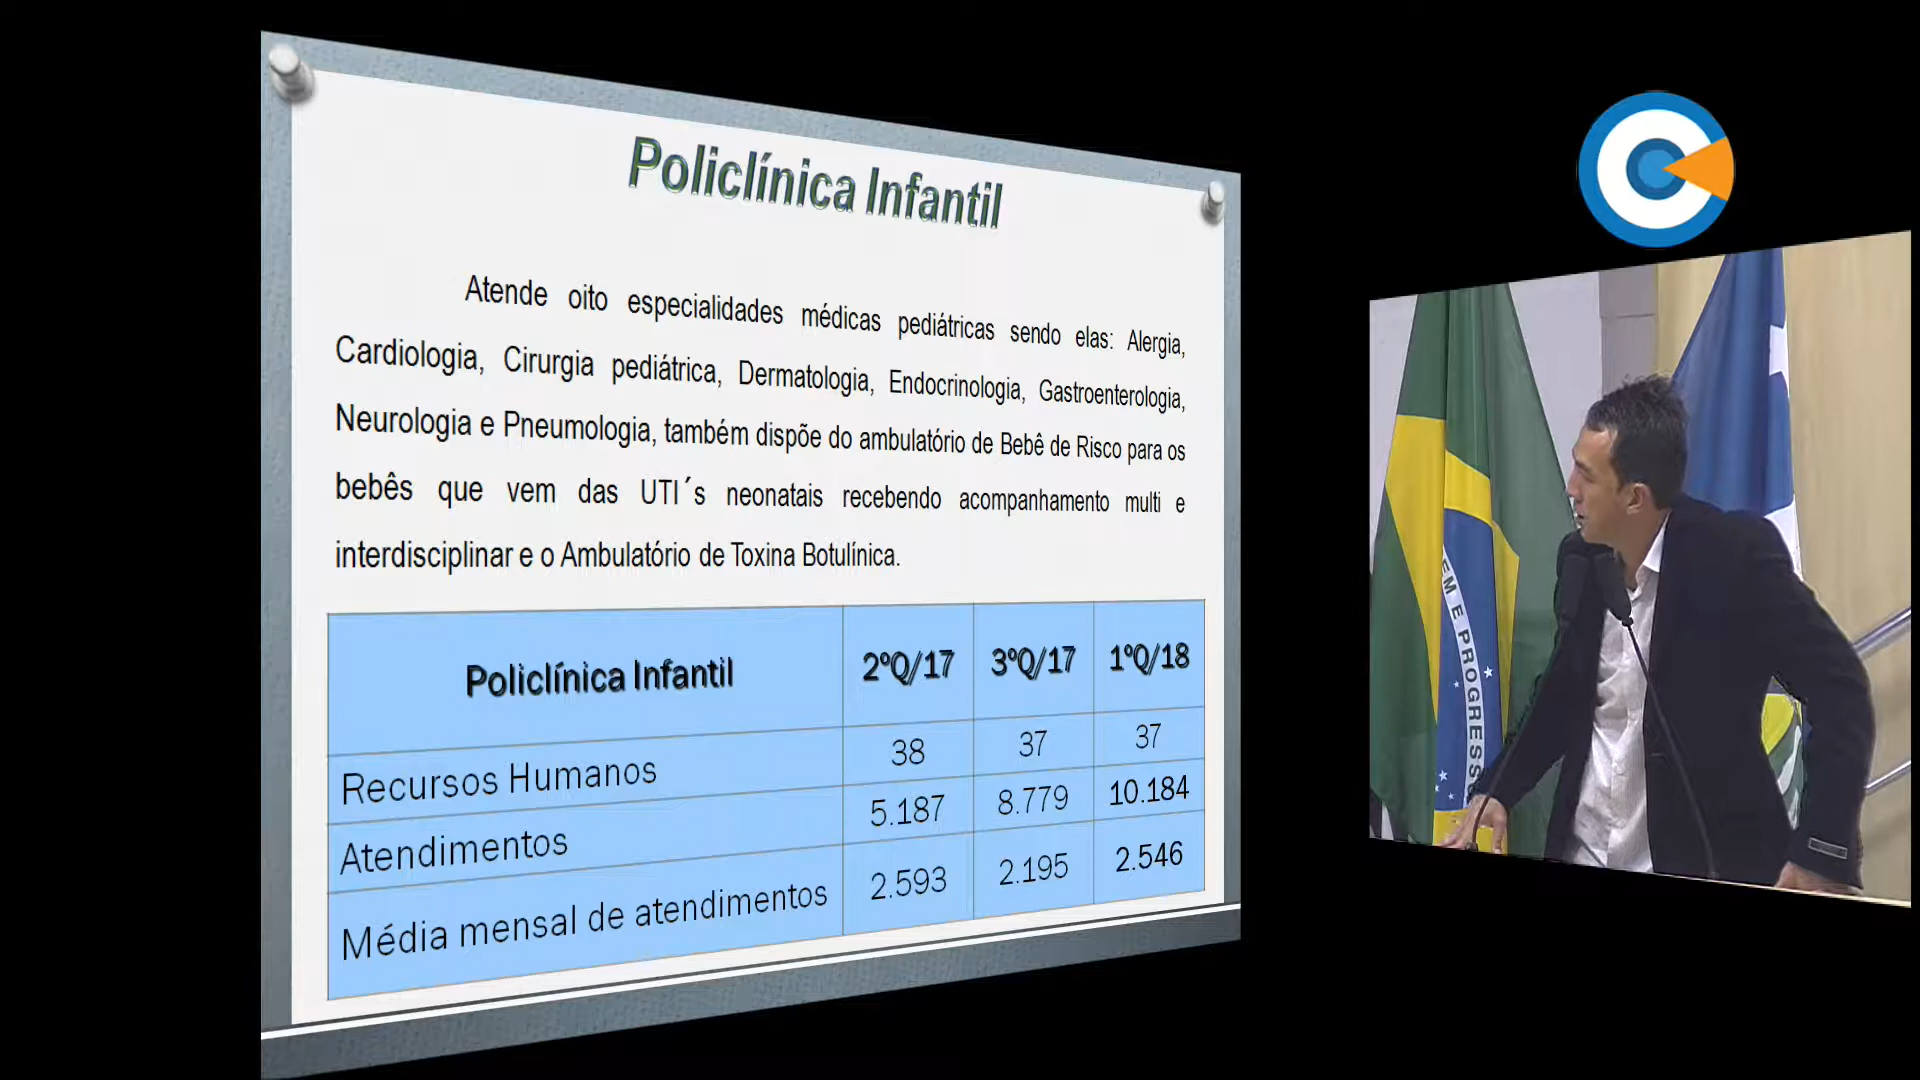 Policlínica Infantil
Atende oito especialidades médicas pediátricas sendo elas: Alergia,
Cardiologia, Cirurgia pediátrica, Dermatologia, Endocrinologia, Gastroenterologia,
Neurologia e Pneumologia, também dispõe do ambulatório de Bebê de Risco para os
bebês que vem das UTI´s neonatais recebendo acompanhamento multi e
interdisciplinar e o Ambulatório de Toxina Botulínica.
Policlínica Infantil 2ºQ/17 3ºQ/17 1ºQ/18
Recursos Humanos 38 37 37
Atendimentos 5.187 8.779 10.184
Média mensal de atendimentos 2.593 2.195 2.546
EM E PROGRESS